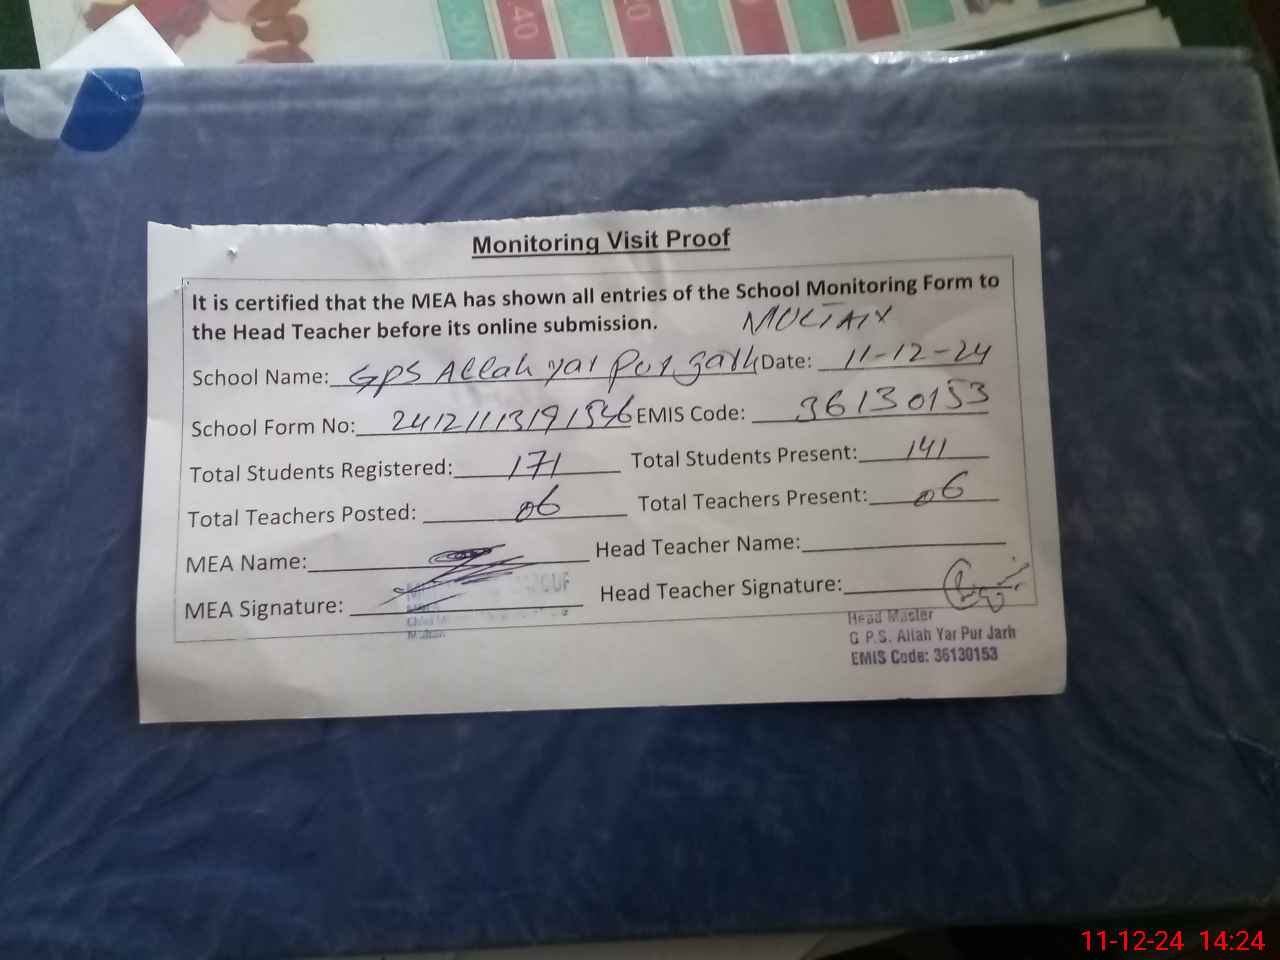 .30
.40
Monitoring Visit Proof
It is certified that the MEA has shown all entries of the School Monitoring Form to
the Head Teacher before its online submission. MULTAN
School Name: GPS Allah yar Pur garh Date: 11-12-24
School Form No: 24121113191546 EMIS Code: 36130153
Total Students Registered: 171 Total Students Present: 141
Total Teachers Posted: 06 Total Teachers Present: 06
MEA Name: Head Teacher Name:
MEA Signature: Head Teacher Signature:
Head Master
G.P.S. Allah Yar Pur Jarh
EMIS Code: 36130153
11-12-24 14:24